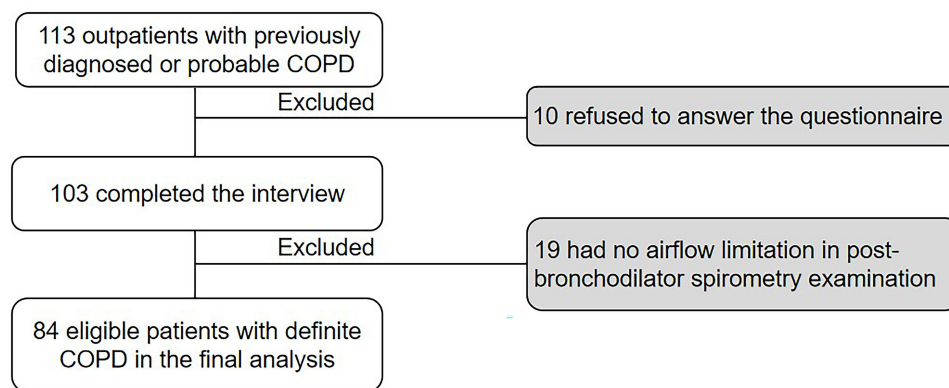 113 outpatients with previously
diagnosed or probable COPD
Excluded
10 refused to answer the questionnaire
103 completed the interview
Excluded
19 had no airflow limitation in post-
bronchodilator spirometry examination
84 eligible patients with definite
COPD in the final analysis